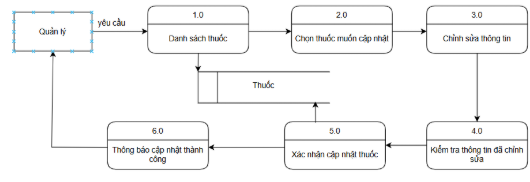 Quản lý
yêu cầu
1.0
Danh sách thuốc
2.0
Chọn thuốc muốn cập nhật
3.0
Chỉnh sửa thông tin
Thuốc
6.0
Thông báo cập nhật thành
công
5.0
Xác nhận cập nhật thuốc
4.0
Kiểm tra thông tin đã chỉnh
sửa